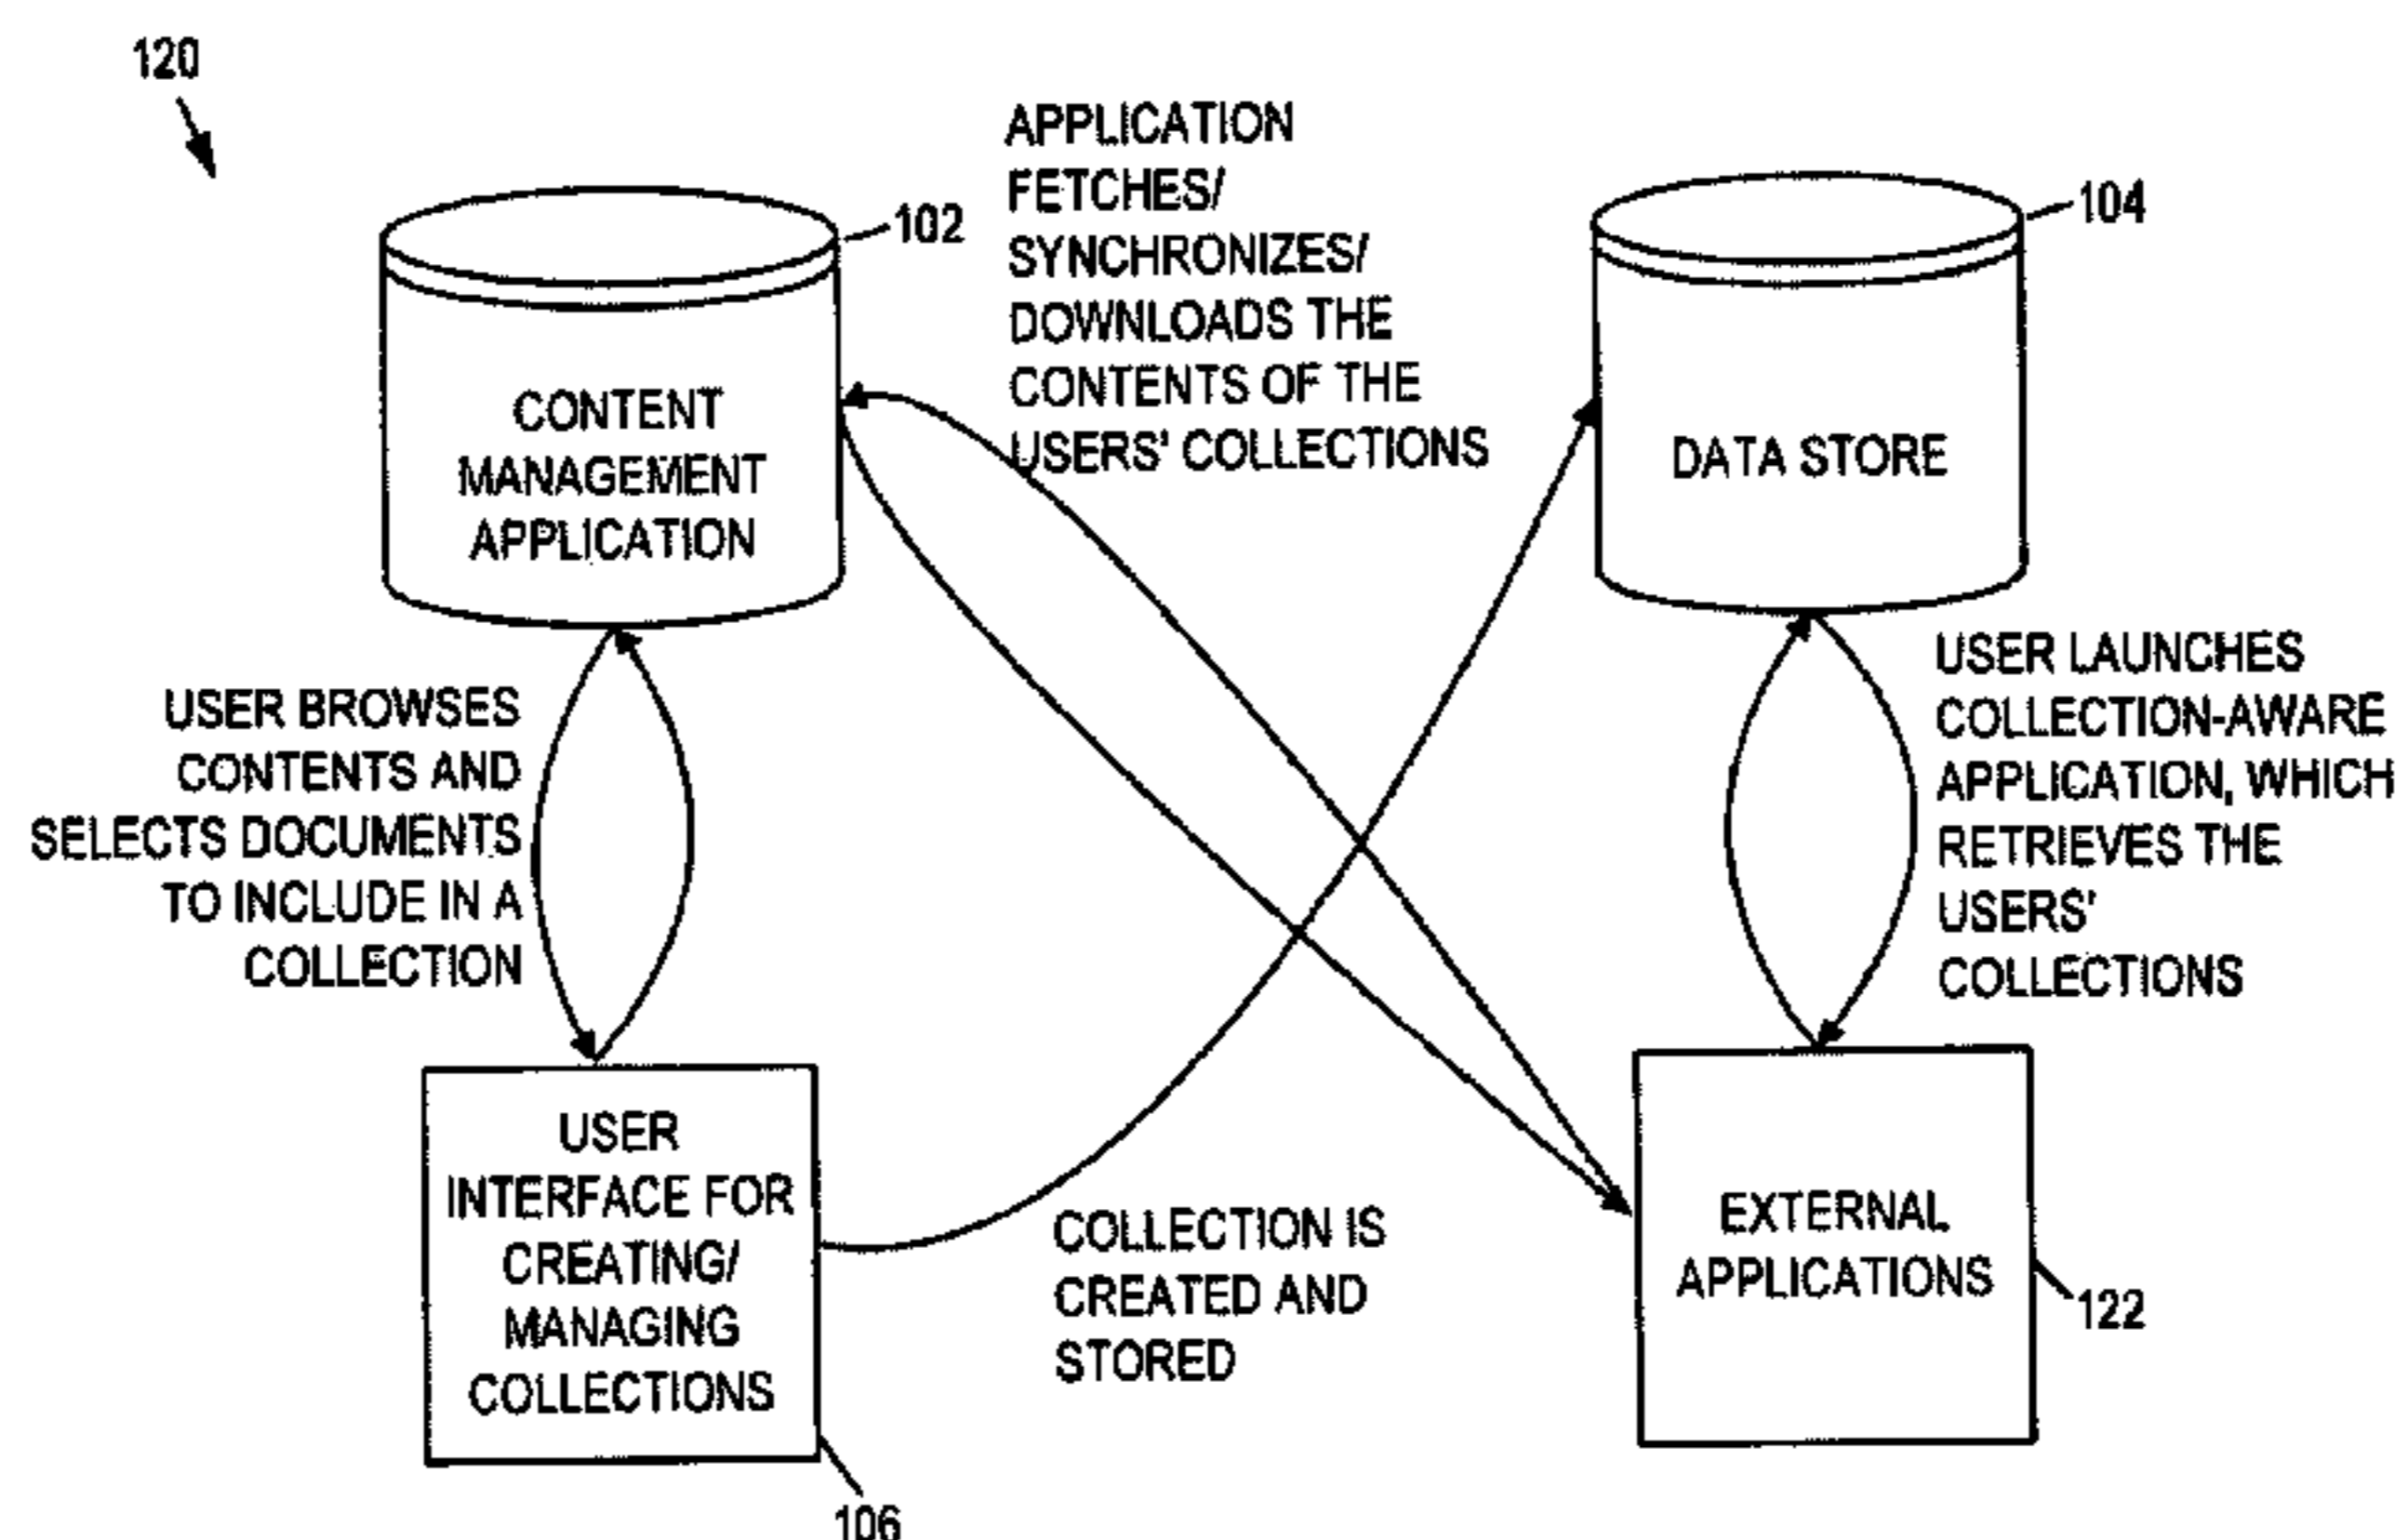 120
APPLICATION
FETCHES/
SYNCHRONIZES/
DOWNLOADS THE
CONTENTS OF THE
USERS' COLLECTIONS
102
104
CONTENT
MANAGEMENT
APPLICATION
DATA STORE
USER BROWSES
CONTENTS AND
SELECTS DOCUMENTS
TO INCLUDE IN A
COLLECTION
USER LAUNCHES
COLLECTION-AWARE
APPLICATION, WHICH
RETRIEVES THE
USERS'
COLLECTIONS
USER
INTERFACE FOR
CREATING/
MANAGING
COLLECTIONS
106
COLLECTION IS
CREATED AND
STORED
EXTERNAL
APPLICATIONS
122